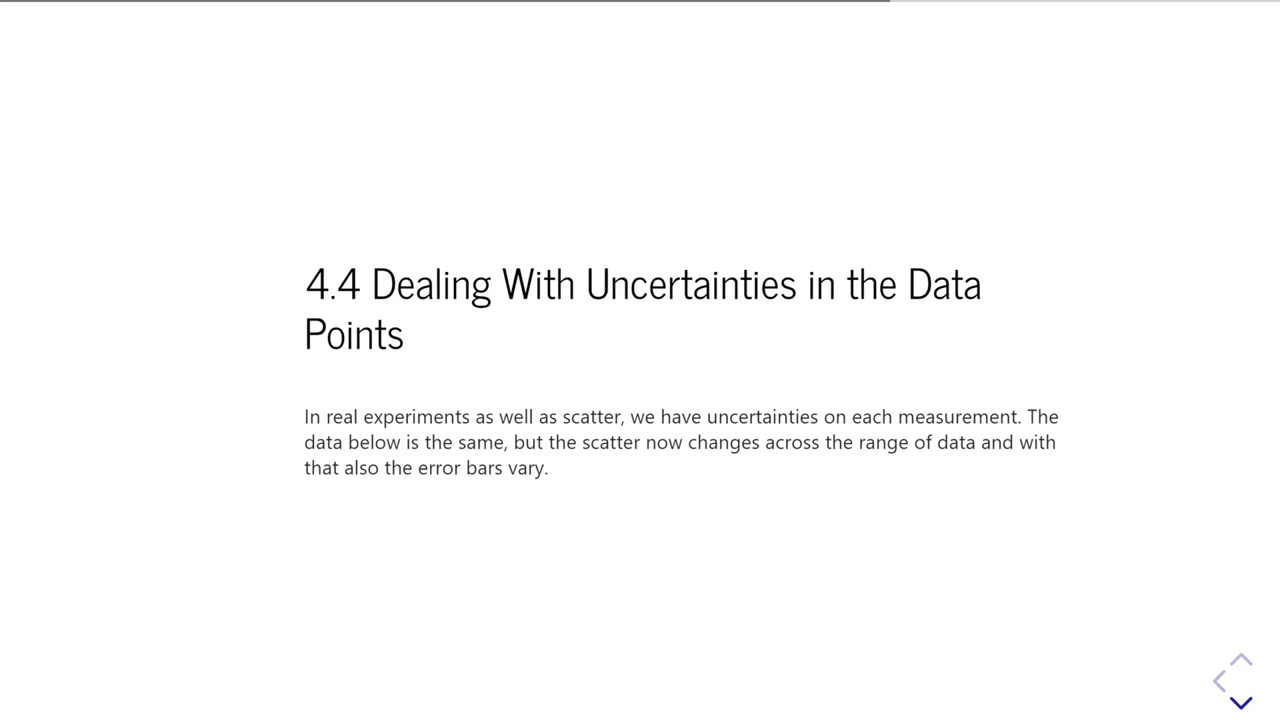 4.4 Dealing With Uncertainties in the Data
Points
In real experiments as well as scatter, we have uncertainties on each measurement. The
data below is the same, but the scatter now changes across the range of data and with
that also the error bars vary.